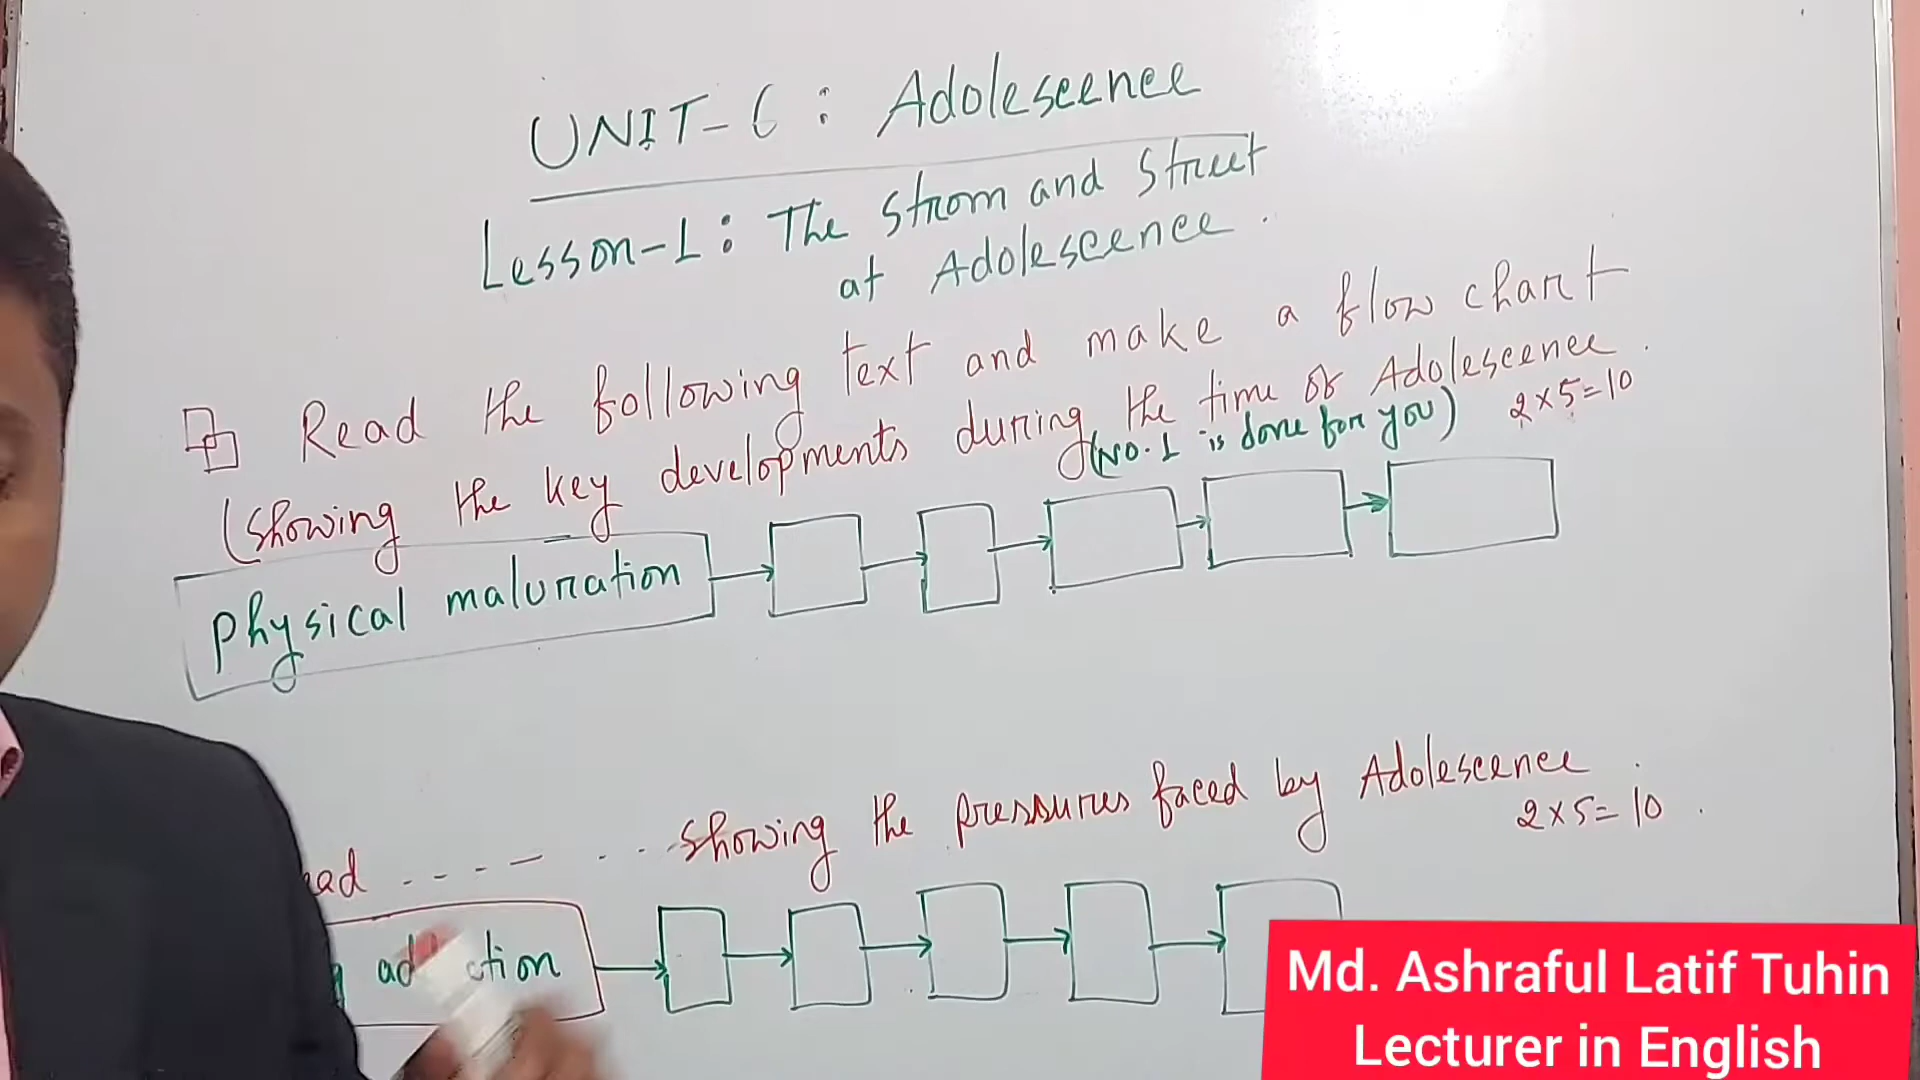 UNIT-6 : Adolescence
Lesson-1 : The Strom and Street
at Adolescence.
Read the following text and make a flow chart
(showing the key developments during the time of Adolescence.
(No. 1 is done for you) 2×5=10
Physical maluration
ead - - - - - - - showing the pressures faced by Adolescence.
2×5=10.
Md. Ashraful Latif Tuhin
Lecturer in English